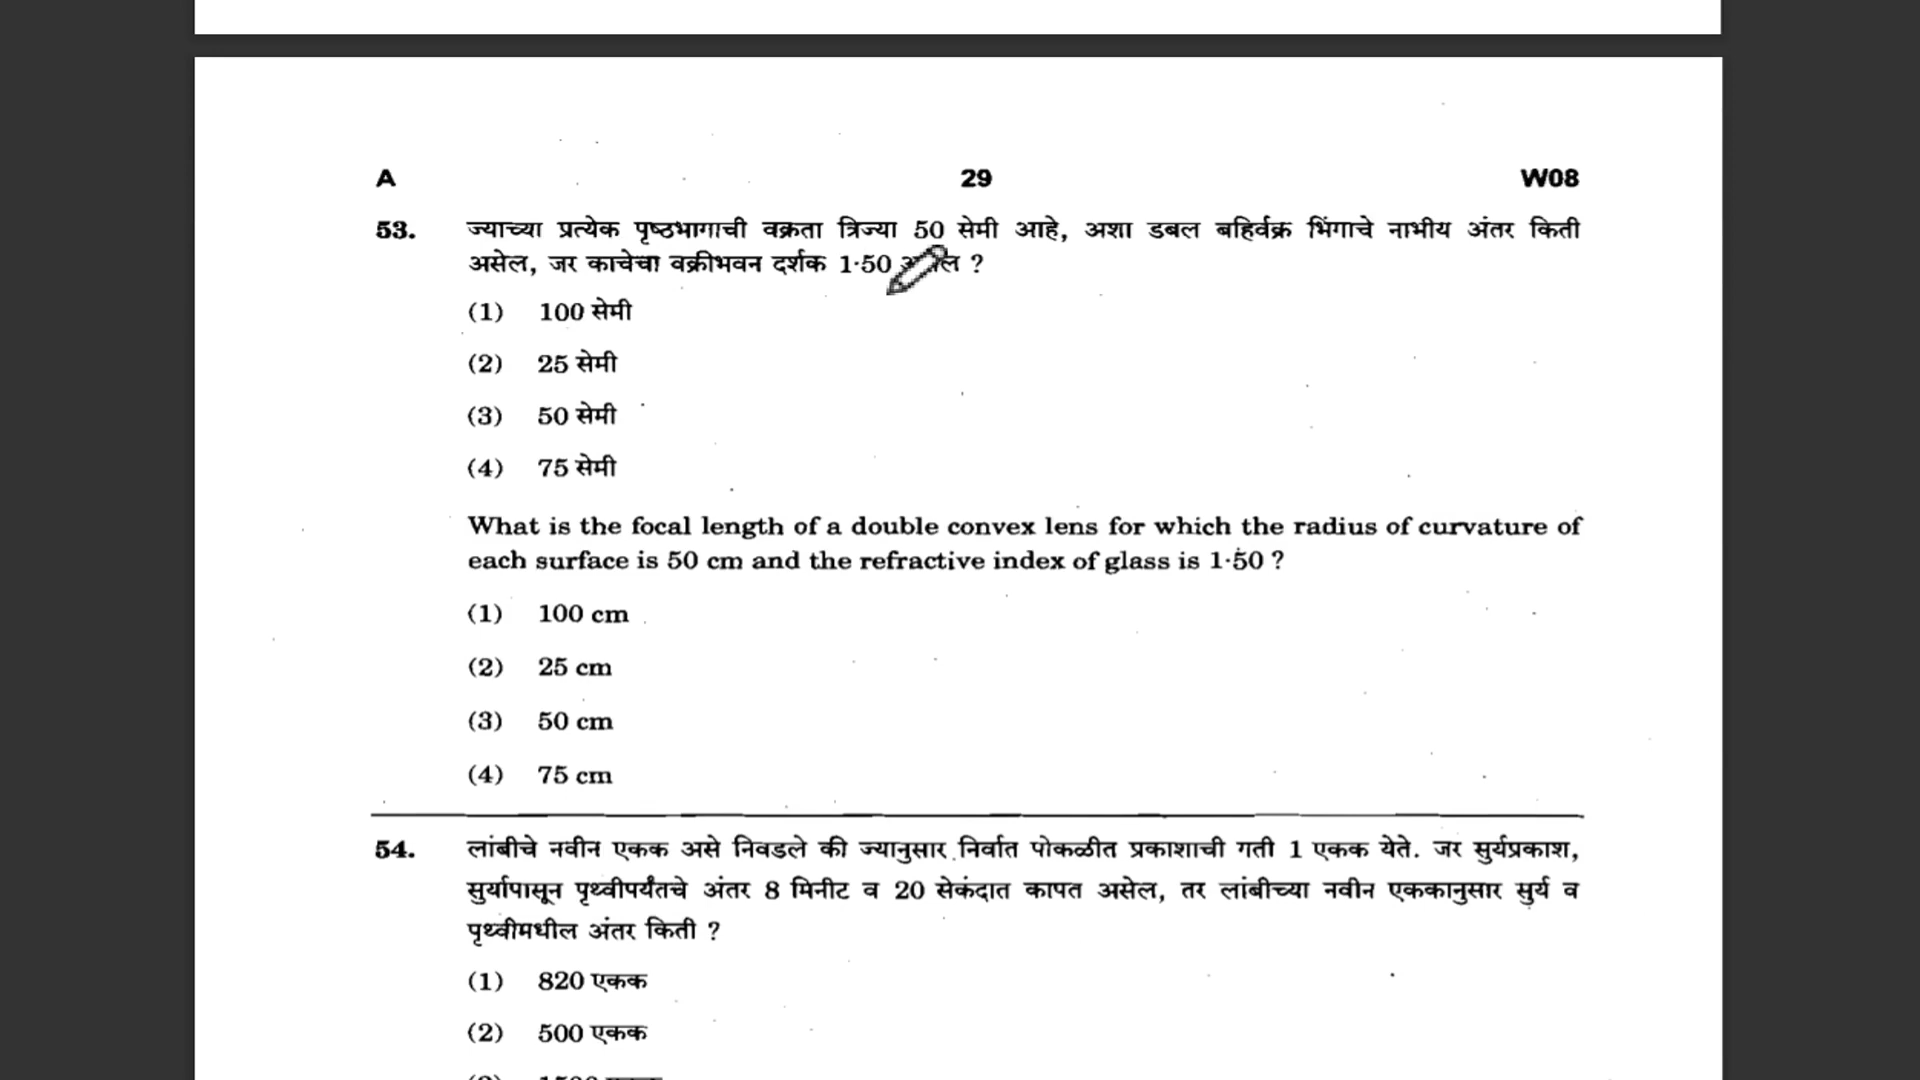 A 29 W08
53. ज्याच्या प्रत्येक पृष्ठभागाची वक्रता त्रिज्या 50 सेमी आहे, अशा डबल बहिर्वक्र भिंगाचे नाभीय अंतर किती
असेल, जर काचेचा वक्रीभवन दर्शक 1·50 ?
(1) 100 सेमी
(2) 25 सेमी
(3) 50 सेमी
(4) 75 सेमी
What is the focal length of a double convex lens for which the radius of curvature of
each surface is 50 cm and the refractive index of glass is 1·50 ?
(1) 100 cm
(2) 25 cm
(3) 50 cm
(4) 75 cm
54. लांबीचे नवीन एकक असे निवडले की ज्यानुसार निर्वात पोकळीत प्रकाशाची गती 1 एकक येते. जर सुर्यप्रकाश,
सुर्यापासून पृथ्वीपर्यंतचे अंतर 8 मिनीट व 20 सेकंदात कापत असेल, तर लांबीच्या नवीन एककानुसार सुर्य व
पृथ्वीमधील अंतर किती ?
(1) 820 एकक
(2) 500 एकक